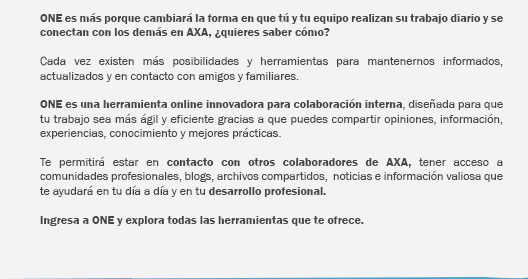 ONE es más porque cambiará la forma en que tú y tu equipo realizan su trabajo diario y se
conectan con los demás en AXA, ¿quieres saber cómo?
Cada vez existen más posibilidades y herramientas para mantenernos informados,
actualizados y en contacto con amigos y familiares.
ONE es una herramienta online innovadora para colaboración interna, diseñada para que
tu trabajo sea más ágil y eficiente gracias a que puedes compartir opiniones, información,
experiencias, conocimiento y mejores prácticas.
Te permitirá estar en contacto con otros colaboradores de AXA, tener acceso a
comunidades profesionales, blogs, archivos compartidos, noticias e información valiosa que
te ayudará en tu día a día y en tu desarrollo profesional.
Ingresa a ONE y explora todas las herramientas que te ofrece.